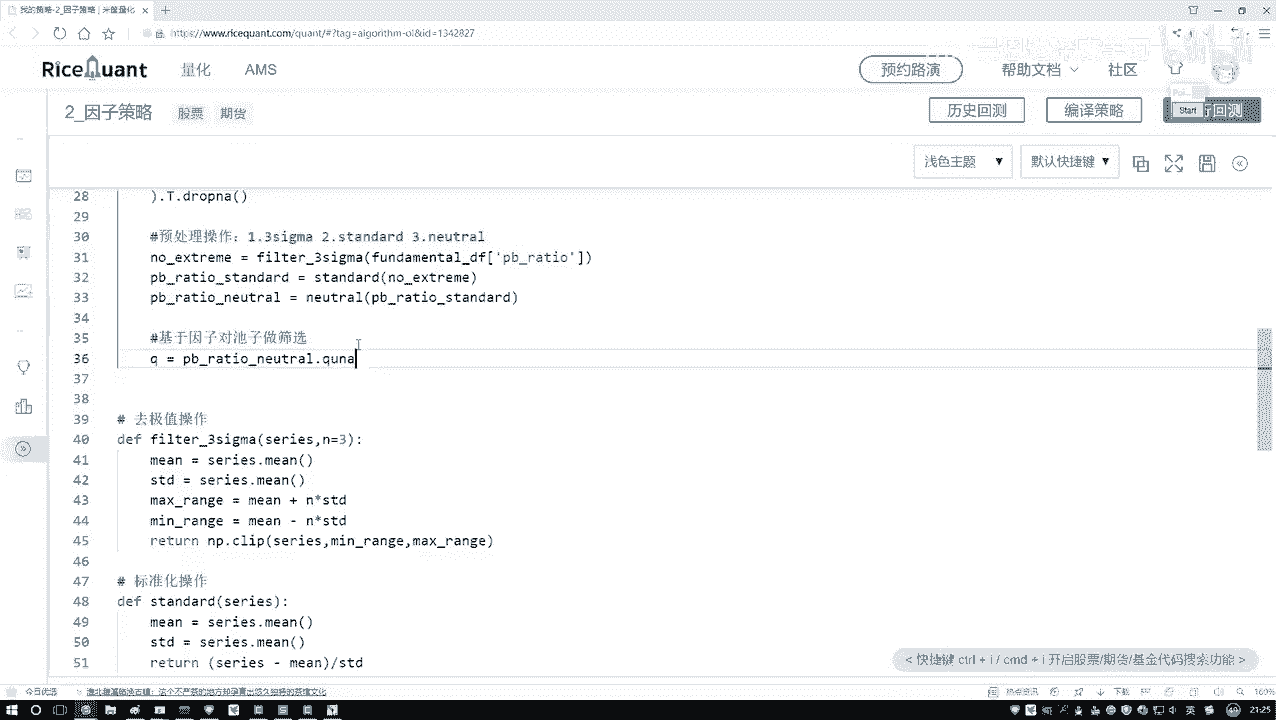 我的策略-2_因子策略 | 米筐量化
https://www.ricequant.com/quant/#?tag=algorithm-ol&id=1342827
RiceQuant 量化 AMS 预约路演 帮助文档 社区
2_因子策略 股票 期货 历史回测 编译策略 回测
Start
浅色主题 默认快捷键
28 ).T.dropna()
29
30 #预处理操作：1.3sigma 2.standard 3.neutral
31 no_extreme = filter_3sigma(fundamental_df['pb_ratio'])
32 pb_ratio_standard = standard(no_extreme)
33 pb_ratio_neutral = neutral(pb_ratio_standard)
34
35 #基于因子对池子做筛选
36 q = pb_ratio_neutral.quna
37
38
39 # 去极值操作
40 def filter_3sigma(series,n=3):
41 mean = series.mean()
42 std = series.mean()
43 max_range = mean + n*std
44 min_range = mean - n*std
45 return np.clip(series,min_range,max_range)
46
47 # 标准化操作
48 def standard(series):
49 mean = series.mean()
50 std = series.mean()
51 return (series - mean)/std
< 快捷键 ctrl + i / cmd + i 开启股票/期货/基金代码搜索功能 >
今日优选
100%
21:25